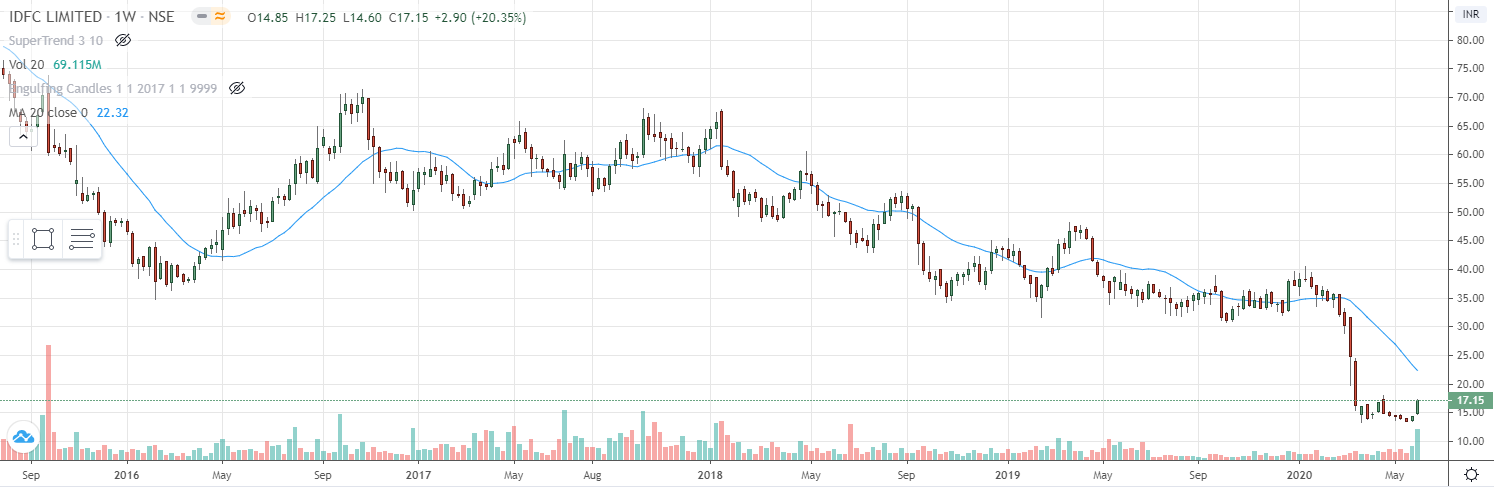 IDFC LIMITED · 1W · NSE O14.85 H17.25 L14.60 C17.15 +2.90 (+20.35%) INR
SuperTrend 3 10
80.00
Vol 20 69.115M
75.00
Engulfing Candles 1 1 2017 1 1 9999
70.00
MA 20 close 0 22.32
65.00
60.00
55.00
50.00
45.00
40.00
35.00
30.00
25.00
20.00
17.15
15.00
10.00
Sep 2016 May Sep 2017 May Aug 2018 May Sep 2019 May Sep 2020 May